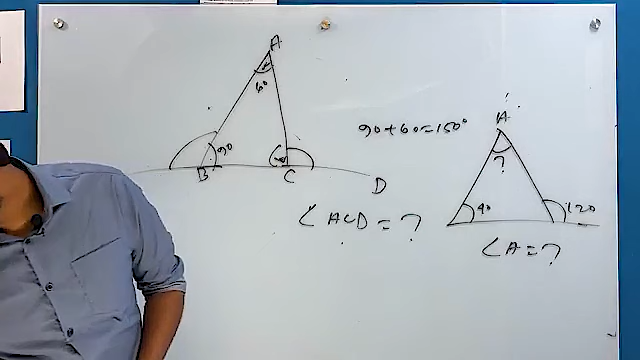 A
60
90
B
C
D
∠ACD = ?
90+60=150°
A
?
40
120
∠A = ?